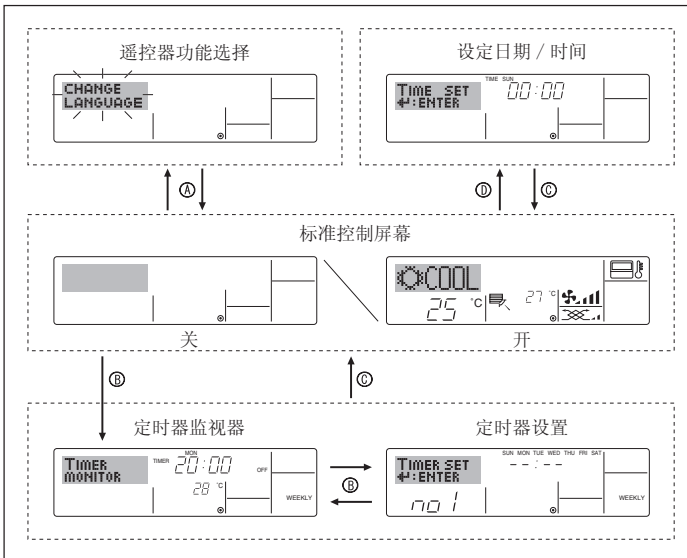 遥控器功能选择
CHANGE
LANGUAGE
设定日期 / 时间
TIME SUN
TIME SET
↵:ENTER
00:00
Ⓐ
Ⓓ
Ⓒ
标准控制屏幕
COOL
25 °C
27 °C
关
开
Ⓑ
Ⓒ
定时器监视器
TIMER
MONITOR
MON
TIMER
20:00
OFF
28 °C
WEEKLY
Ⓑ
定时器设置
TIMER SET
↵:ENTER
SUN MON TUE WED THU FRI SAT
--:--
no 1
WEEKLY